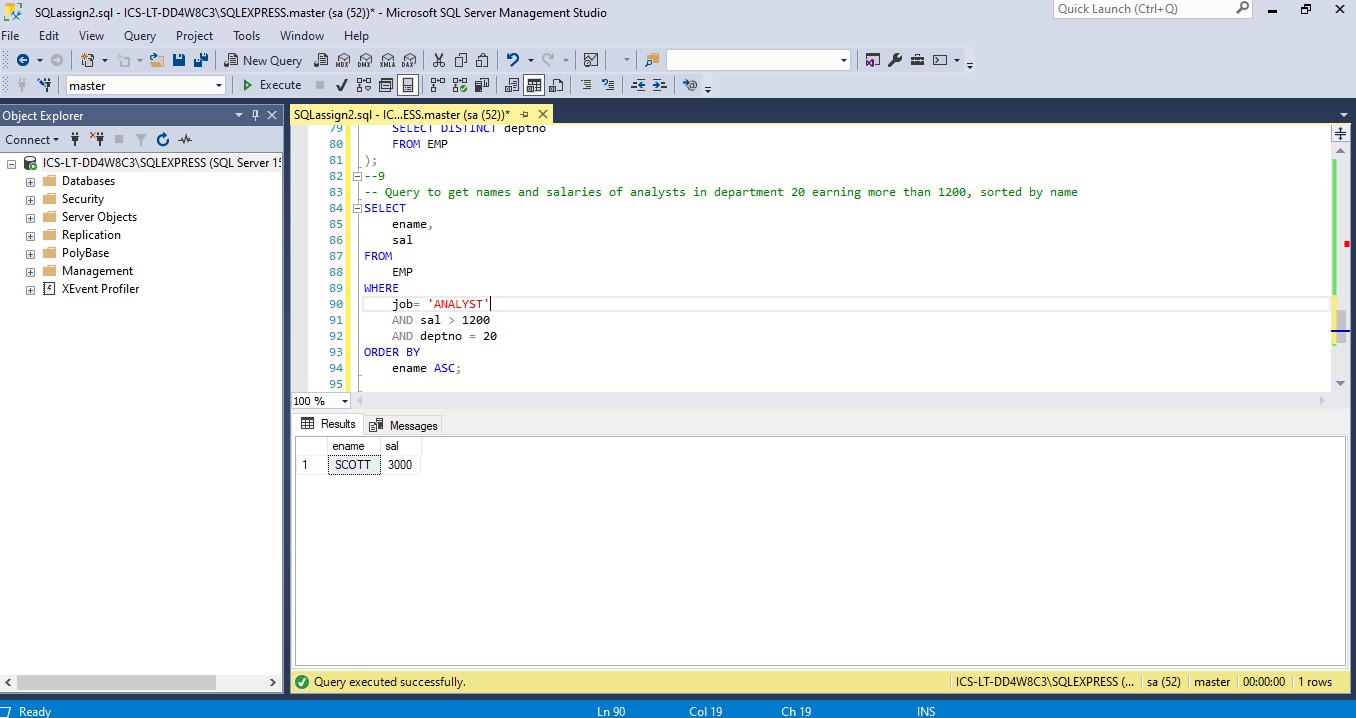 SQLassign2.sql - ICS-LT-DD4W8C3\SQLEXPRESS.master (sa (52))* - Microsoft SQL Server Management Studio
Quick Launch (Ctrl+Q)
File Edit View Query Project Tools Window Help
New Query MDX DMX XMLA DAX
master Execute
Object Explorer
SQLassign2.sql - IC...ESS.master (sa (52))*
Connect
ICS-LT-DD4W8C3\SQLEXPRESS (SQL Server 15
Databases
Security
Server Objects
Replication
PolyBase
Management
XEvent Profiler
79 SELECT DISTINCT deptno
80 FROM EMP
81 );
82 --9
83 -- Query to get names and salaries of analysts in department 20 earning more than 1200, sorted by name
84 SELECT
85 ename,
86 sal
87 FROM
88 EMP
89 WHERE
90 job= 'ANALYST'
91 AND sal > 1200
92 AND deptno = 20
93 ORDER BY
94 ename ASC;
95
100 %
Results Messages
ename sal
1 SCOTT 3000
Query executed successfully.
ICS-LT-DD4W8C3\SQLEXPRESS (... sa (52) master 00:00:00 1 rows
Ready Ln 90 Col 19 Ch 19 INS